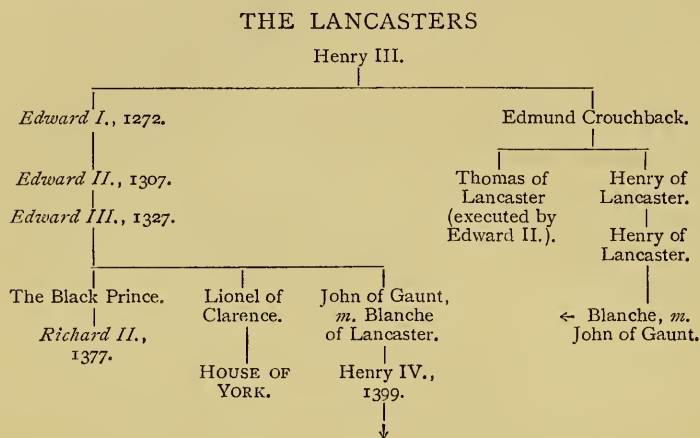 THE LANCASTERS
Henry III.
Edward I., 1272.
Edmund Crouchback.
Edward II., 1307.
Edward III., 1327.
Thomas of
Lancaster
(executed by
Edward II.).
Henry of
Lancaster.
Henry of
Lancaster.
The Black Prince.
Richard II.,
1377.
Lionel of
Clarence.
HOUSE OF
YORK.
John of Gaunt,
m. Blanche
of Lancaster.
Henry IV.,
1399.
← Blanche, m.
John of Gaunt.